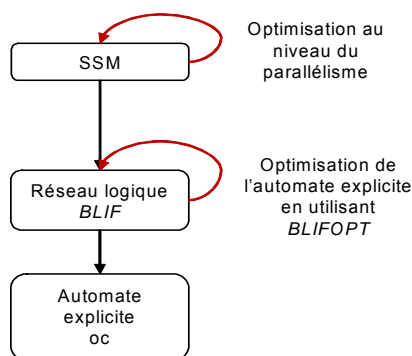 SSM
Optimisation au
niveau du
parallélisme
Réseau logique
BLIF
Optimisation de
l'automate explicite
en utilisant
BLIFOPT
Automate
explicite
oc